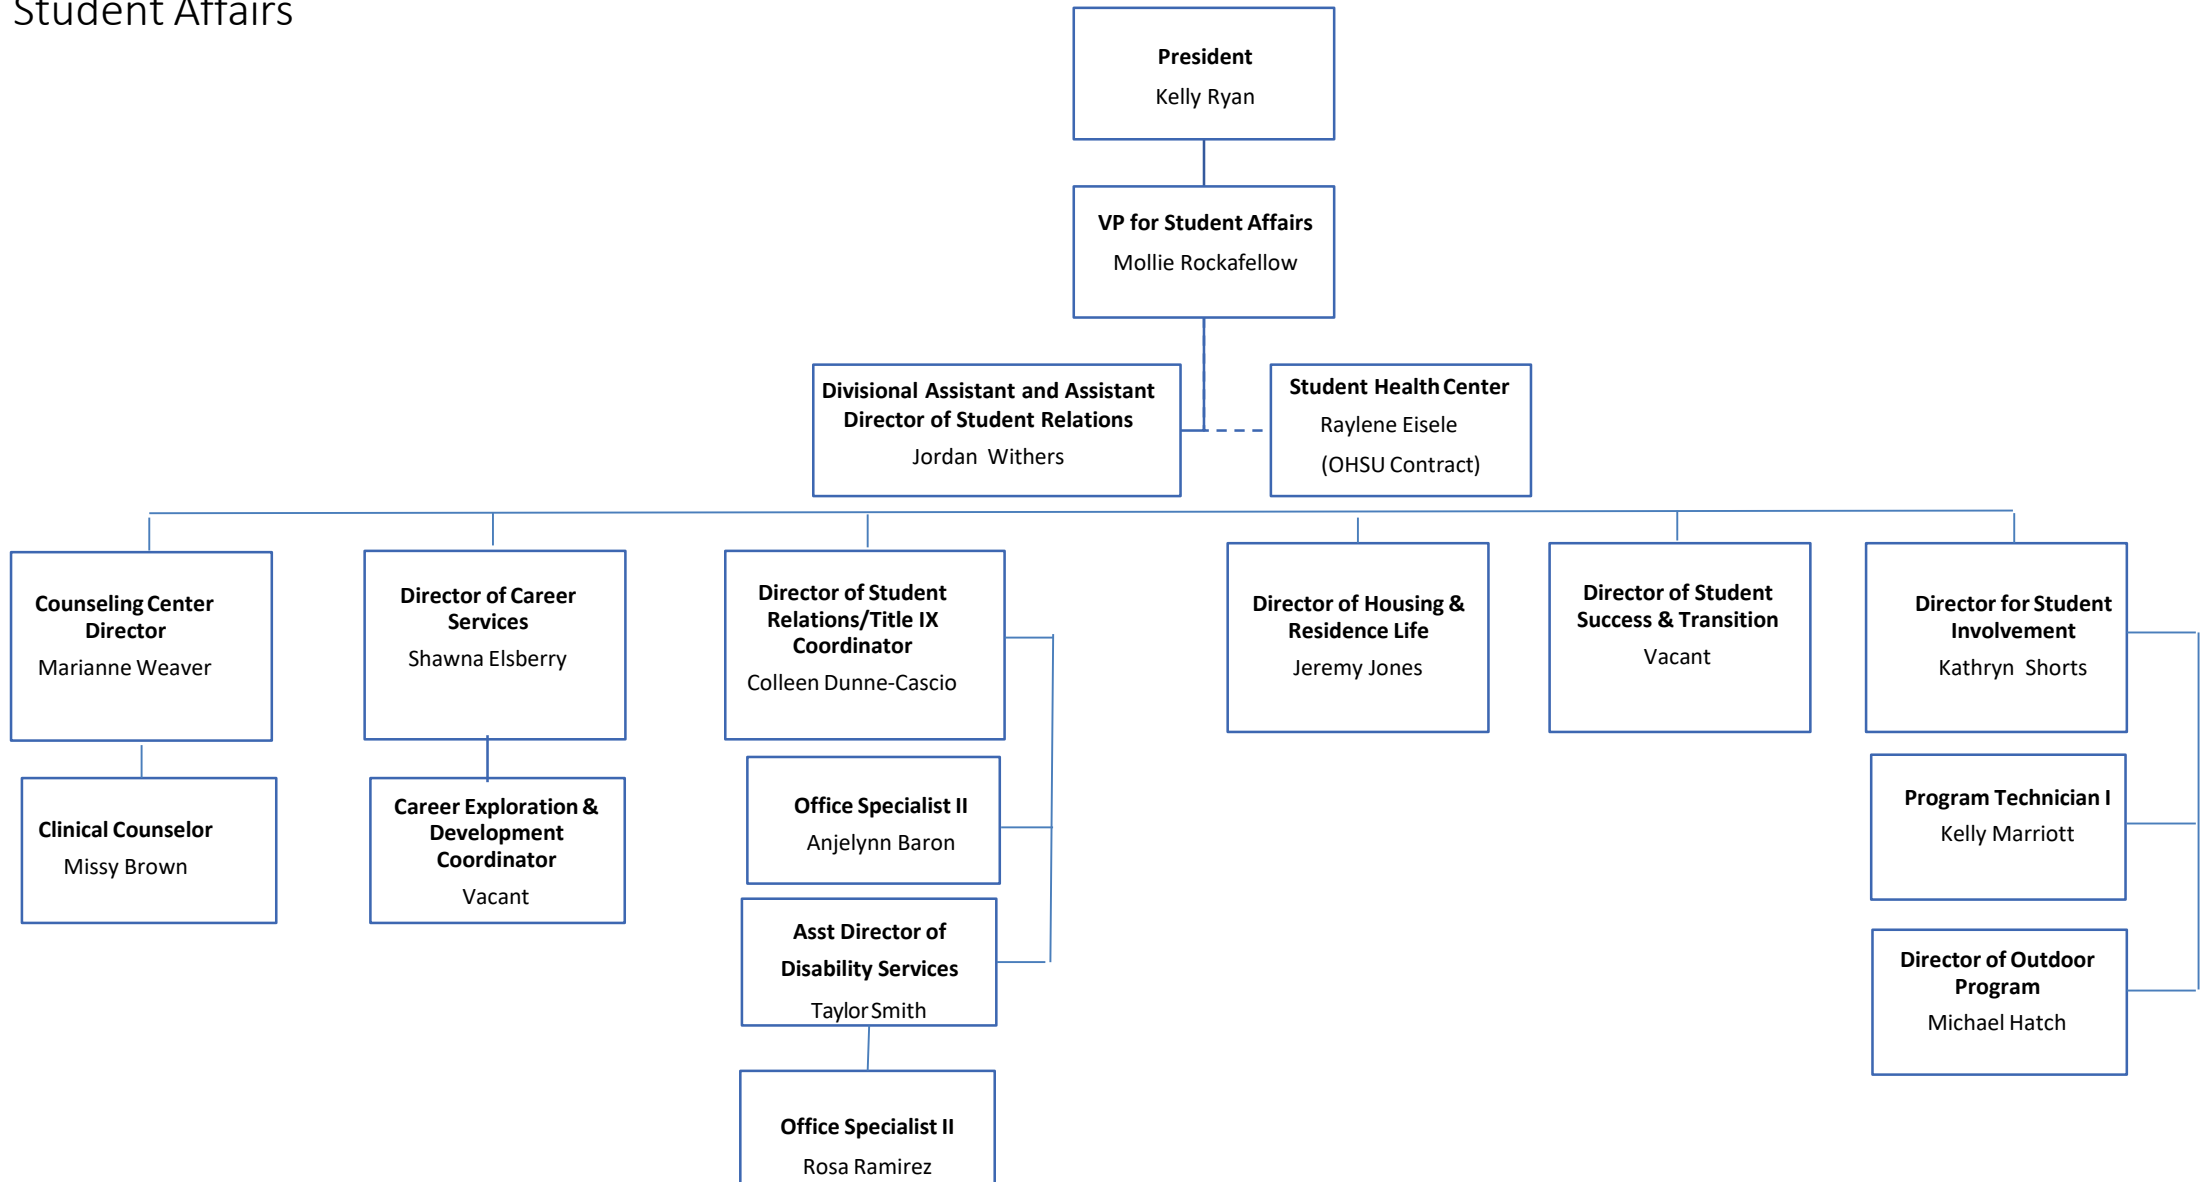 Student Affairs
President
Kelly Ryan
VP for Student Affairs
Mollie Rockafellow
Divisional Assistant and Assistant
Director of Student Relations
Jordan Withers
Student Health Center
Raylene Eisele
(OHSU Contract)
Counseling Center
Director
Marianne Weaver
Director of Career
Services
Shawna Elsberry
Director of Student
Relations/Title IX
Coordinator
Colleen Dunne-Cascio
Director of Housing &
Residence Life
Jeremy Jones
Director of Student
Success & Transition
Vacant
Director for Student
Involvement
Kathryn Shorts
Clinical Counselor
Missy Brown
Career Exploration &
Development
Coordinator
Vacant
Office Specialist II
Anjelynn Baron
Program Technician I
Kelly Marriott
Asst Director of
Disability Services
Taylor Smith
Director of Outdoor
Program
Michael Hatch
Office Specialist II
Rosa Ramirez